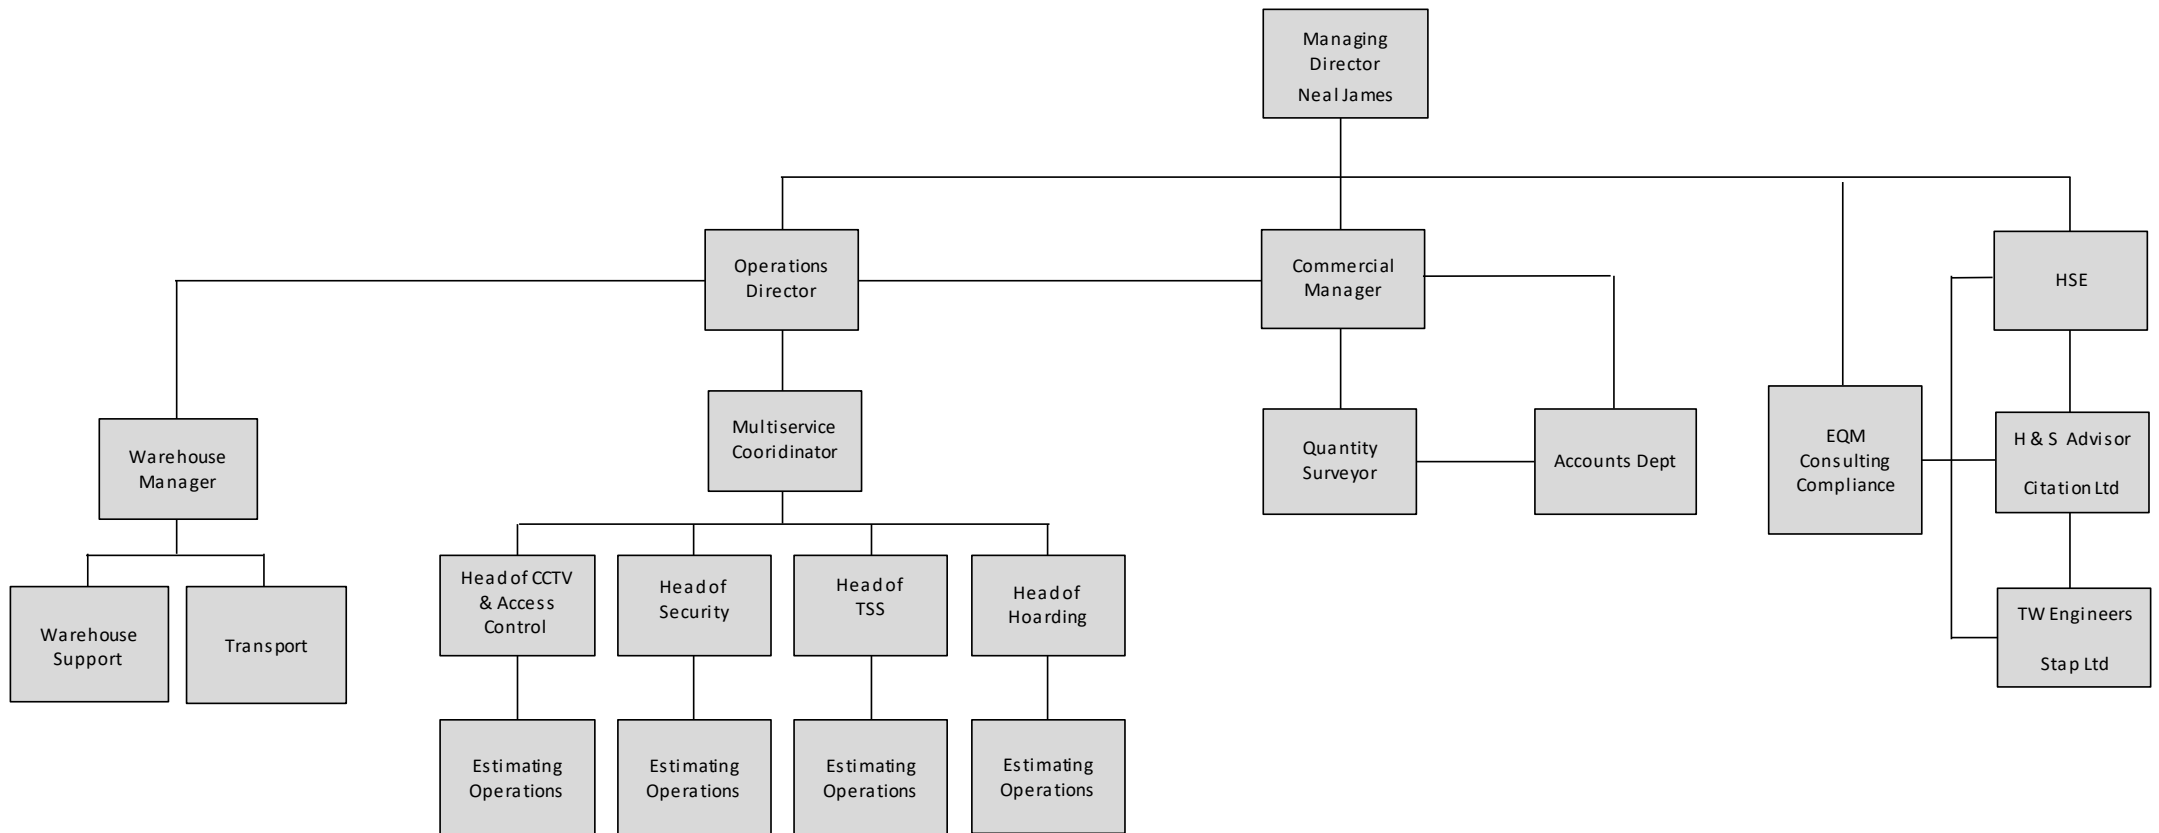 Managing
Director
Neal James
Operations
Director
Commercial
Manager
HSE
Warehouse
Manager
Multiservice
Cooridinator
Quantity
Surveyor
Accounts Dept
EQM
Consulting
Compliance
H & S Advisor
Citation Ltd
Warehouse
Support
Transport
Head of CCTV
& Access
Control
Head of
Security
Head of
TSS
Head of
Hoarding
TW Engineers
Stap Ltd
Estimating
Operations
Estimating
Operations
Estimating
Operations
Estimating
Operations